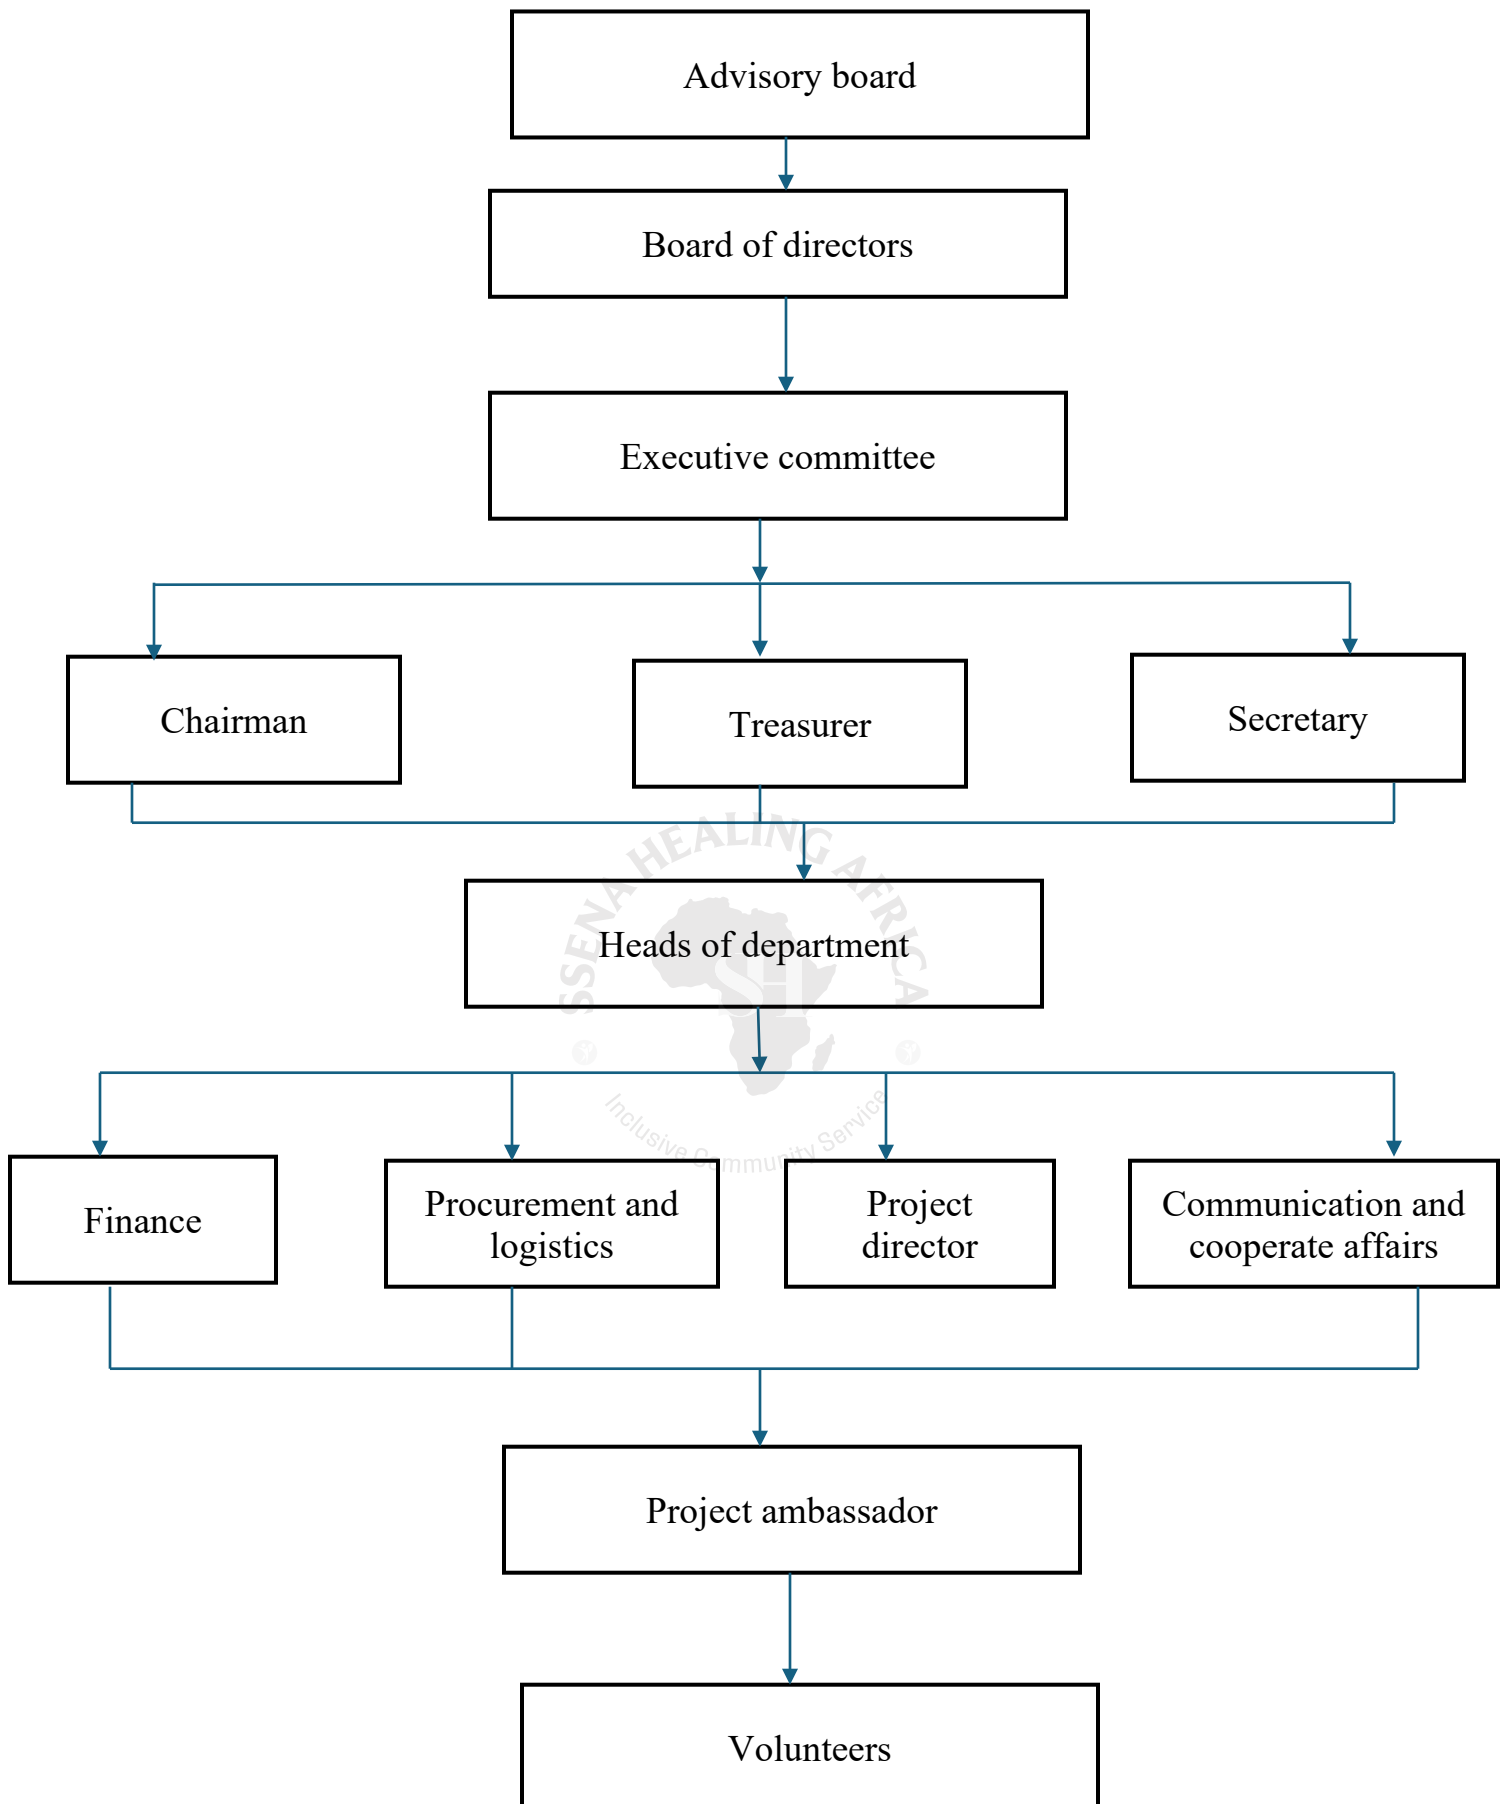 Advisory board
Board of directors
Executive committee
Chairman
Treasurer
Secretary
SSENA HEALING AFRICA
SH
Heads of department
Inclusive Community Service
Finance
Procurement and
logistics
Project
director
Communication and
cooperate affairs
Project ambassador
Volunteers